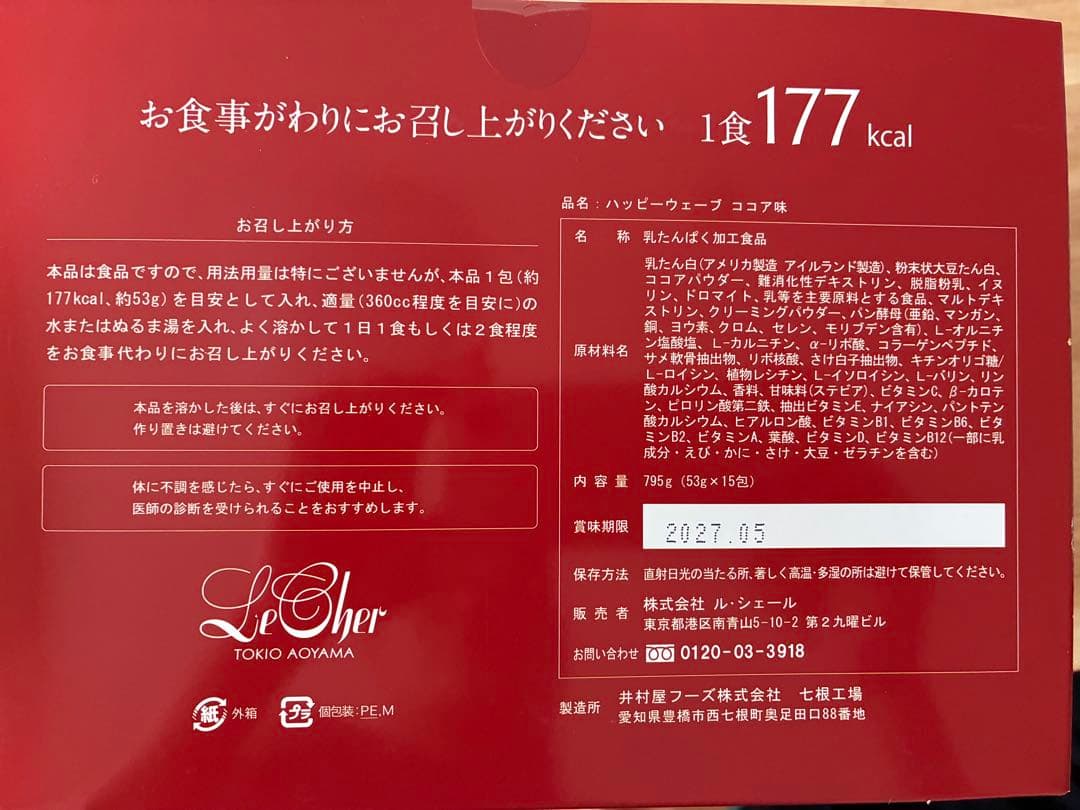 お食事がわりにお召し上がりください 1食177kcal
お召し上がり方
本品は食品ですので、用法用量は特にございませんが、本品1包(約
177kcal、約53g)を目安として入れ、適量(360cc程度を目安に)の
水またはぬるま湯を入れ、よく溶かして1日1食もしくは2食程度
をお食事代わりにお召し上がりください。
本品を溶かした後は、すぐにお召し上がりください。
作り置きは避けてください。
体に不調を感じたら、すぐにご使用を中止し、
医師の診断を受けられることをおすすめします。
Le Cher
TOKIO AOYAMA
紙 外箱 プラ 個包装:PE,M
品名:ハッピーウェーブ ココア味
名称 乳たんぱく加工食品
原材料名 乳たん白(アメリカ製造 アイルランド製造)、粉末状大豆たん白、
ココアパウダー、難消化性デキストリン、脱脂粉乳、イヌ
リン、ドロマイト、乳等を主要原料とする食品、マルトデキ
ストリン、クリーミングパウダー、パン酵母(亜鉛、マンガン、
銅、ヨウ素、クロム、セレン、モリブデン含有)、L-オルニチ
ン塩酸塩、L-カルニチン、α-リポ酸、コラーゲンペプチド、
サメ軟骨抽出物、リボ核酸、さけ白子抽出物、キチンオリゴ糖/
L-ロイシン、植物レシチン、L-イソロイシン、L-バリン、リン
酸カルシウム、香料、甘味料(ステビア)、ビタミンC、β-カロテ
ン、ピロリン酸第二鉄、抽出ビタミンE、ナイアシン、パントテン
酸カルシウム、ヒアルロン酸、ビタミンB1、ビタミンB6、ビタ
ミンB2、ビタミンA、葉酸、ビタミンD、ビタミンB12(一部に乳
成分・えび・かに・さけ・大豆・ゼラチンを含む)
内容量 795g(53g×15包)
賞味期限 2027.05
保存方法 直射日光の当たる所、著しく高温・多湿の所は避けて保管してください。
販売者 株式会社 ル・シェール
東京都港区南青山5-10-2 第2九曜ビル
お問い合わせ 0120-03-3918
製造所 井村屋フーズ株式会社 七根工場
愛知県豊橋市西七根町奥足田口88番地